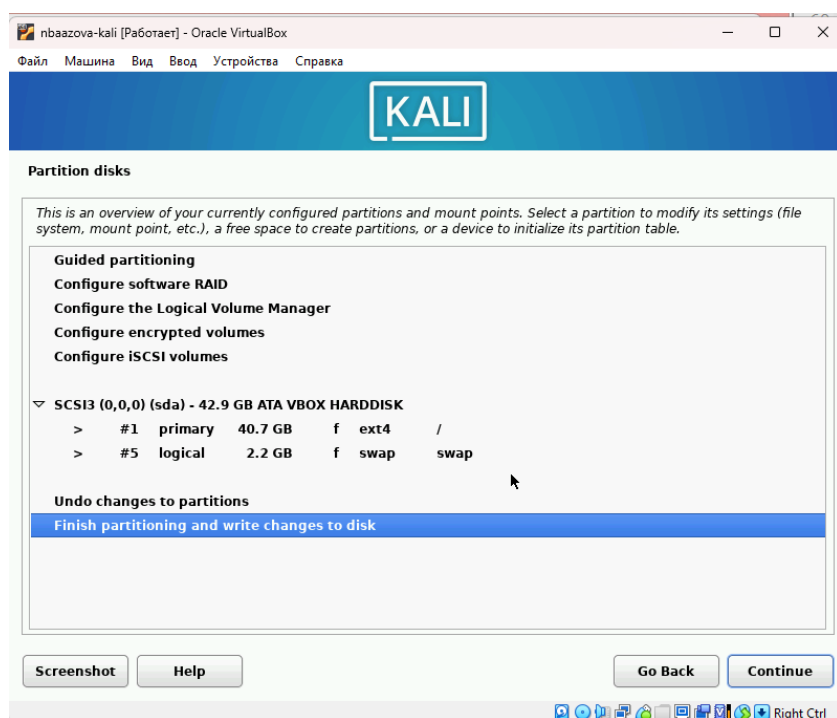 nbaazova-kali [Работает] - Oracle VirtualBox
Файл Машина Вид Ввод Устройства Справка
KALI
Partition disks
This is an overview of your currently configured partitions and mount points. Select a partition to modify its settings (file
system, mount point, etc.), a free space to create partitions, or a device to initialize its partition table.
Guided partitioning
Configure software RAID
Configure the Logical Volume Manager
Configure encrypted volumes
Configure iSCSI volumes
SCSI3 (0,0,0) (sda) - 42.9 GB ATA VBOX HARDDISK
> #1 primary 40.7 GB f ext4 /
> #5 logical 2.2 GB f swap swap
Undo changes to partitions
Finish partitioning and write changes to disk
Screenshot Help Go Back Continue
Right Ctrl